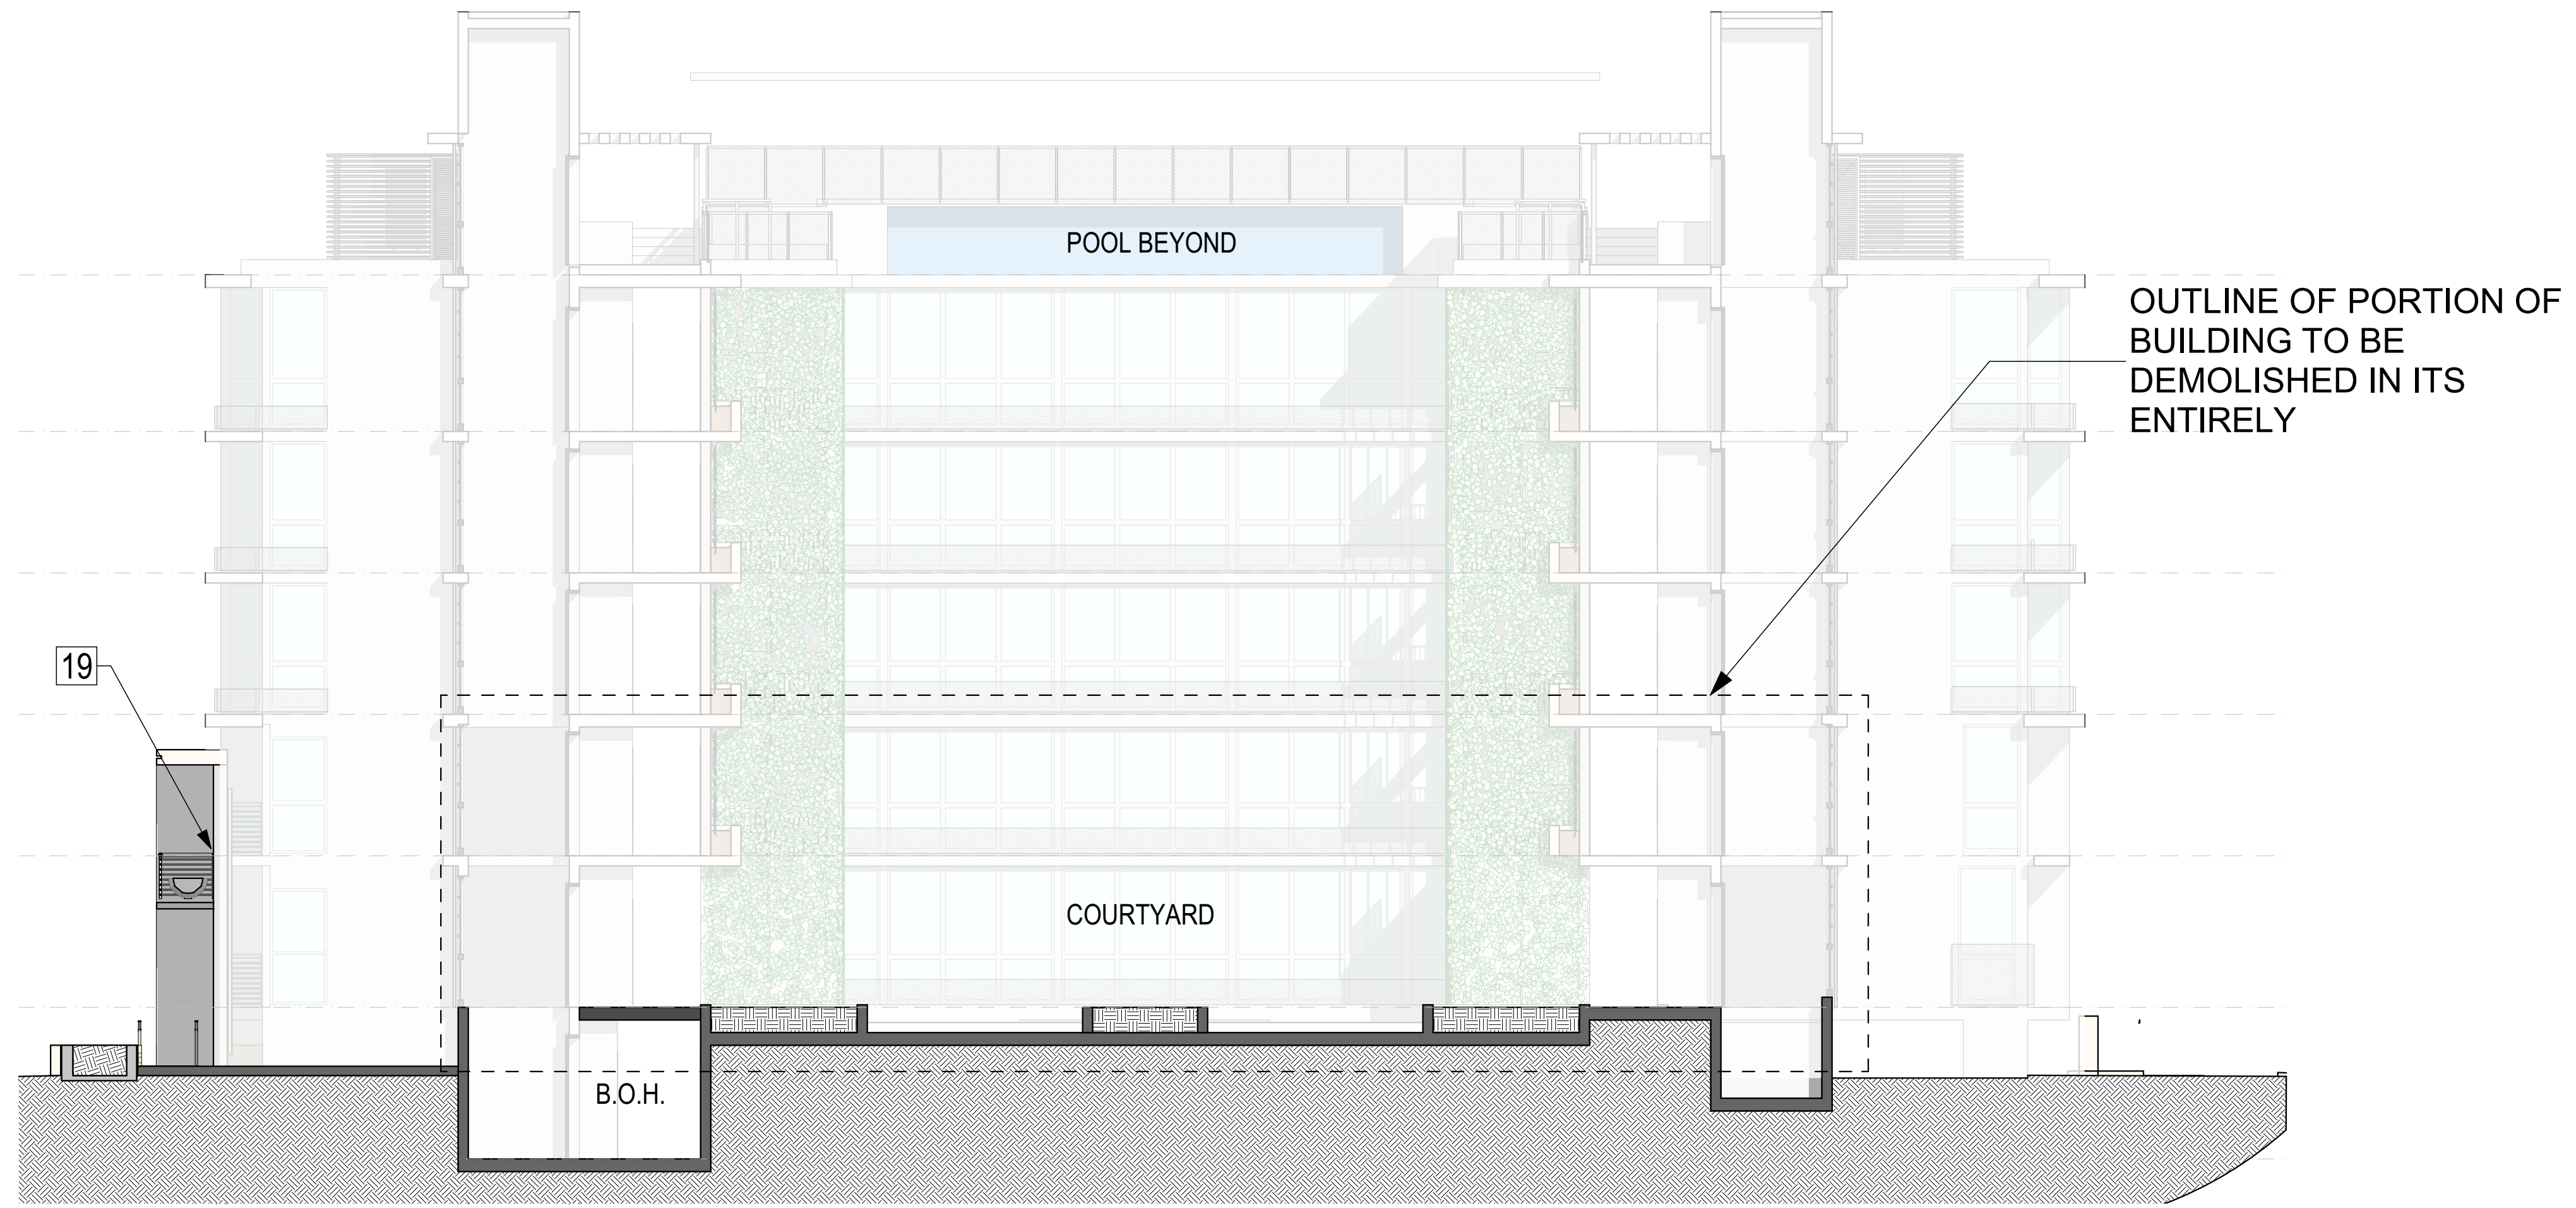 POOL BEYOND
OUTLINE OF PORTION OF
BUILDING TO BE
DEMOLISHED IN ITS
ENTIRELY
19
COURTYARD
B.O.H.